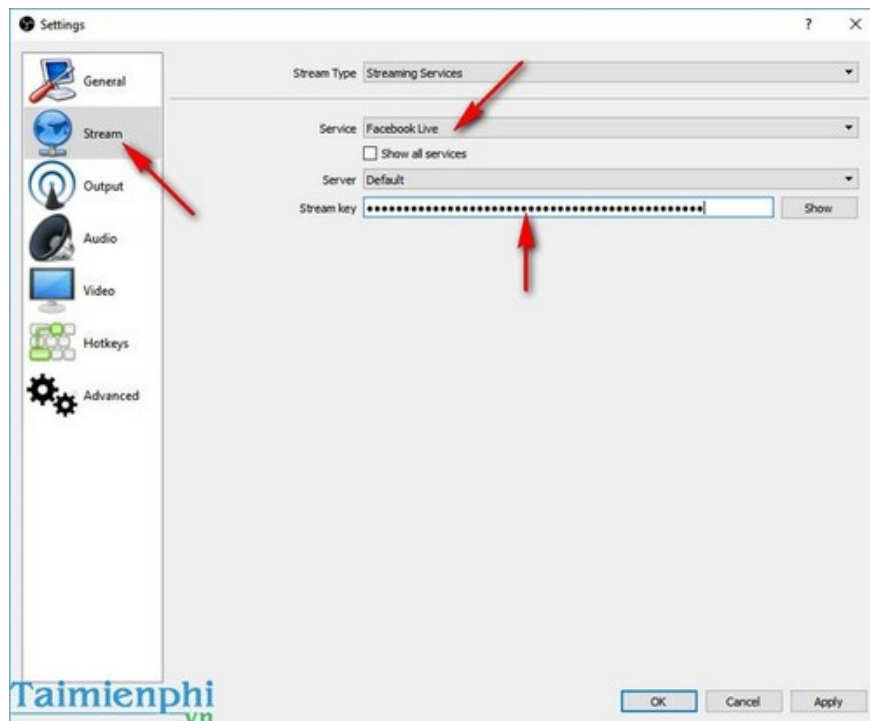 Settings
?
General
Stream
Output
Audio
Video
Hotkeys
Advanced
Stream Type Streaming Services
Service Facebook Live
Show all services
Server Default
Stream key ●●●●●●●●●●●●●●●●●●●●●●●●●●●●●●●●●●●●●●●●●●●●●●● Show
Taimienphi
.vn
OK Cancel Apply